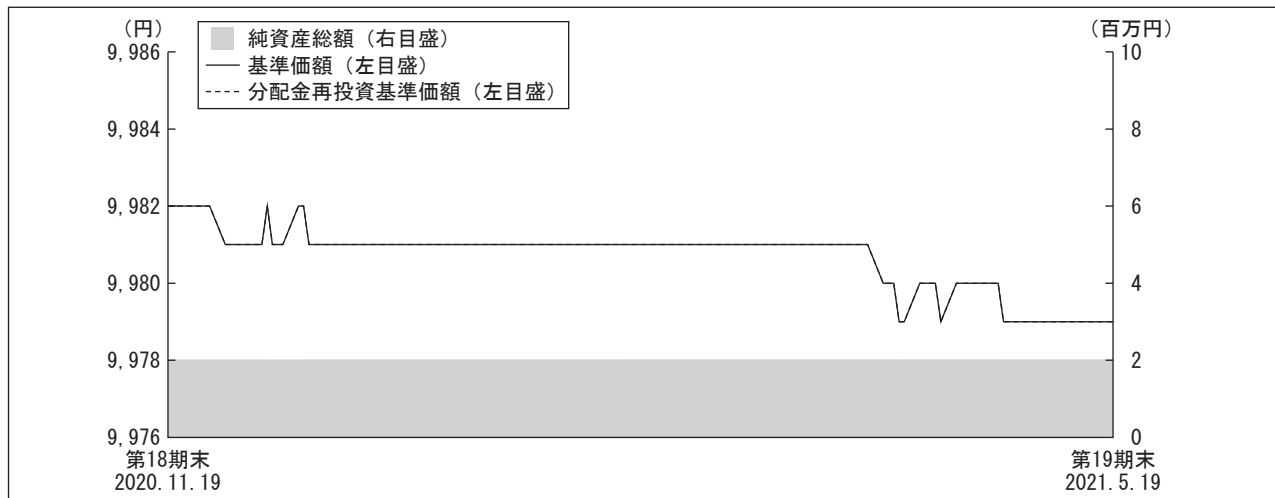 （円）
（百万円）
純資産総額（右目盛）
基準価額（左目盛）
分配金再投資基準価額（左目盛）
9,986
9,984
9,982
9,980
9,978
9,976
10
8
6
4
2
0
第18期末
2020.11.19
第19期末
2021.5.19